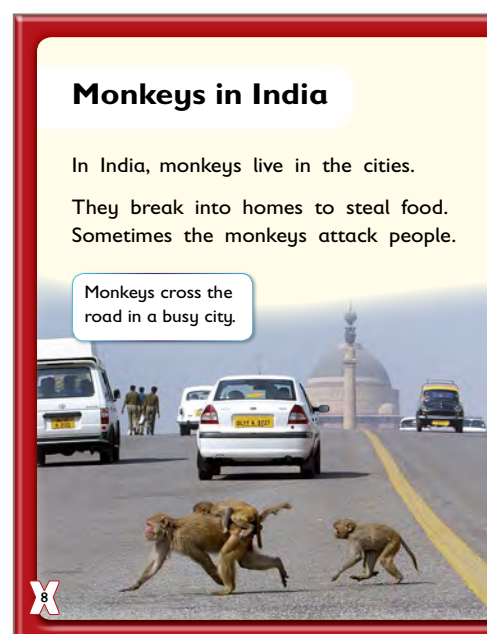 Monkeys in India
In India, monkeys live in the cities.
They break into homes to steal food.
Sometimes the monkeys attack people.
Monkeys cross the
road in a busy city.
8